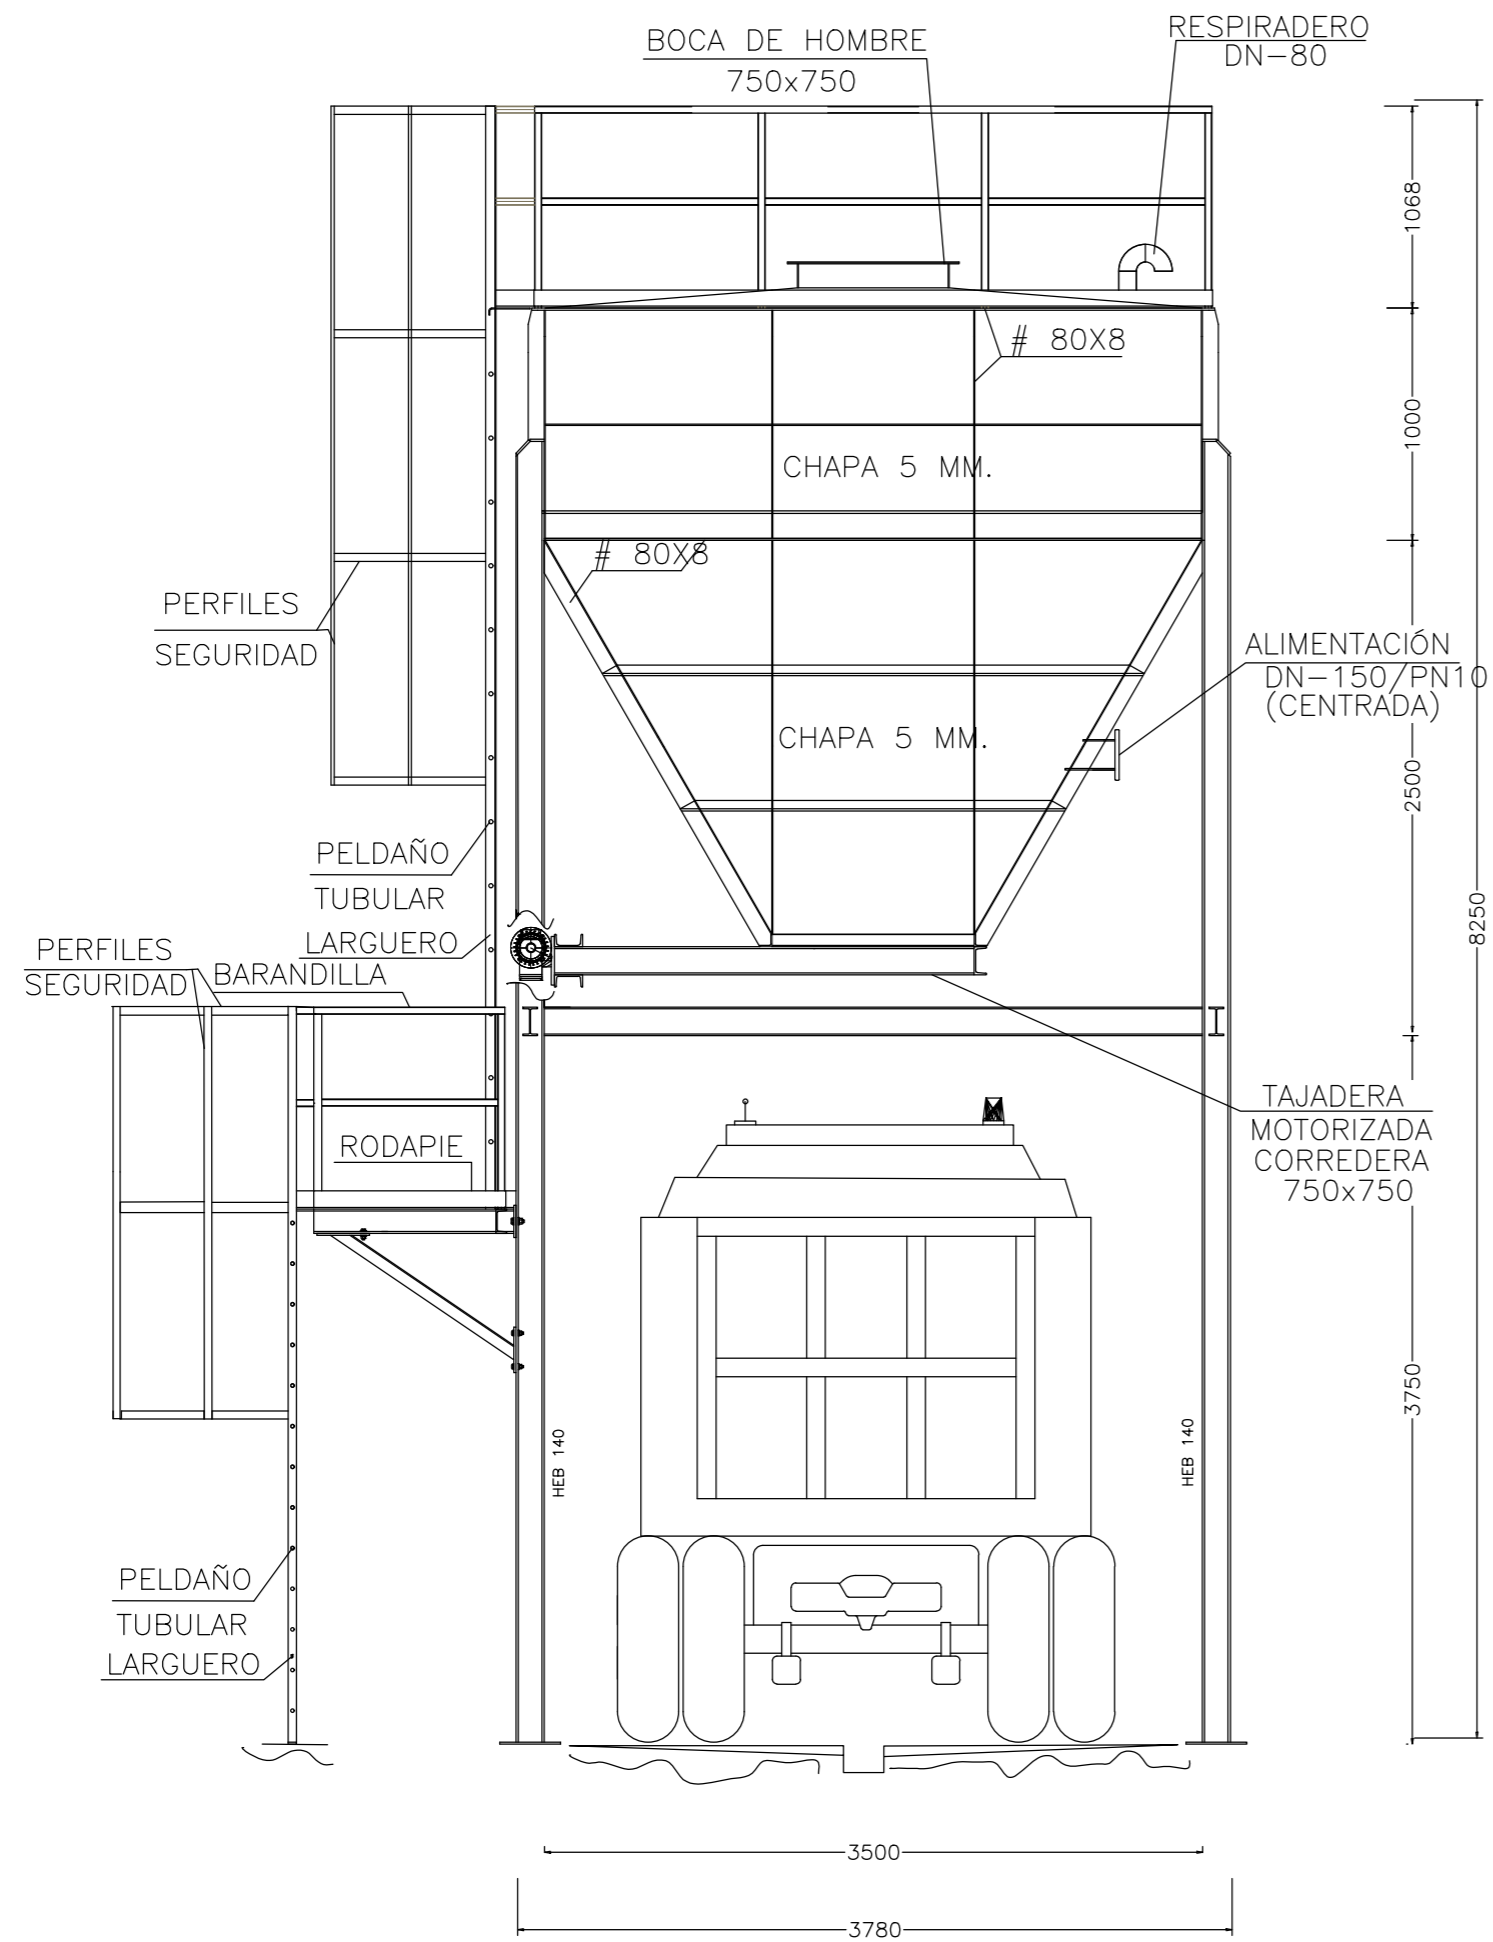 BOCA DE HOMBRE
750x750
RESPIRADERO
DN-80
1068
# 80X8
1000
CHAPA 5 MM.
# 80X8
PERFILES
SEGURIDAD
ALIMENTACIÓN
DN-150/PN10
(CENTRADA)
CHAPA 5 MM.
2500
PELDAÑO
TUBULAR
LARGUERO
8250
PERFILES
SEGURIDAD
BARANDILLA
TAJADERA
MOTORIZADA
CORREDERA
750x750
RODAPIE
3750
HEB 140
HEB 140
PELDAÑO
TUBULAR
LARGUERO
3500
3780